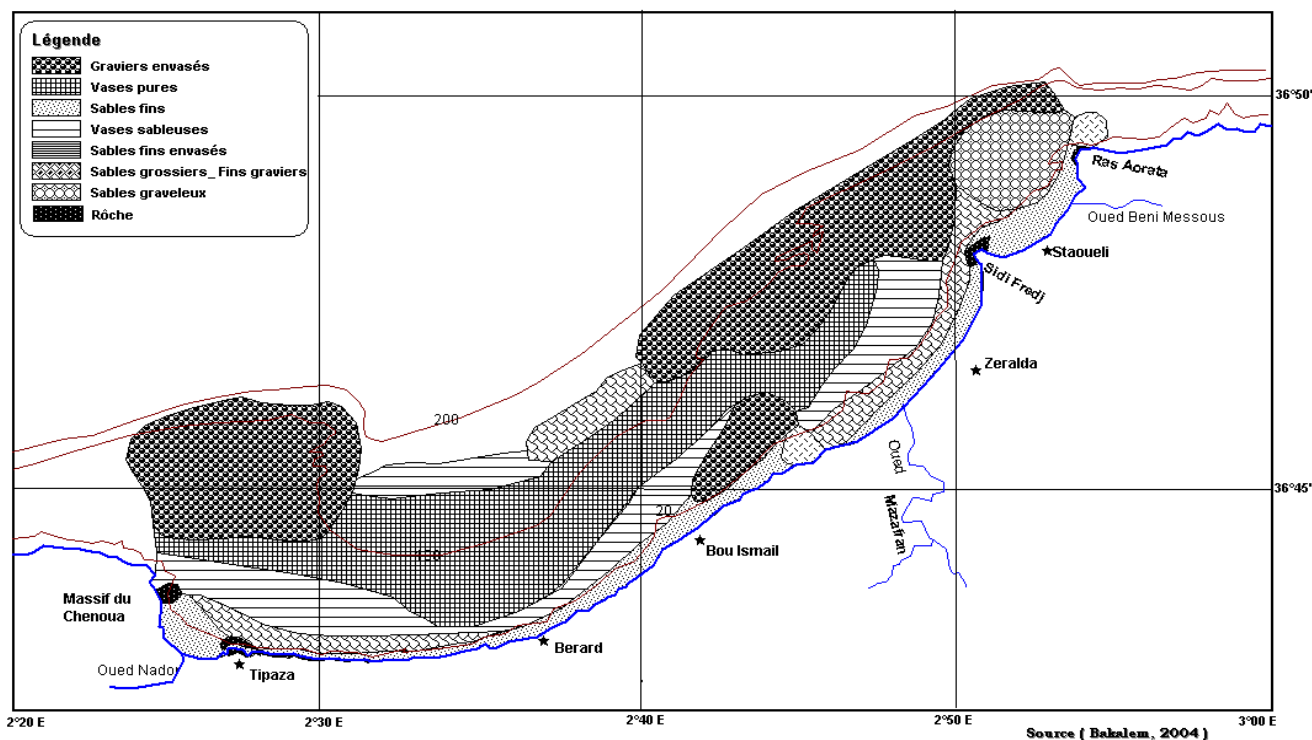 Légende
Graviers envasés
Vases pures
Sables fins
Vases sableuses
Sables fins envasés
Sables grossiers_ Fins graviers
Sables graveleux
Rôche
36°50'
Ras Aorata
Oued Beni Messous
Staoueli
Sidi Fredj
Zeralda
200
36°45'
Oued
Mazafran
20
Bou Ismail
Massif du
Chenoua
Berard
Oued Nador
Tipaza
2°20 E
2°30 E
2°40 E
2°50 E
3°00 E
Source ( Bakalem, 2004 )